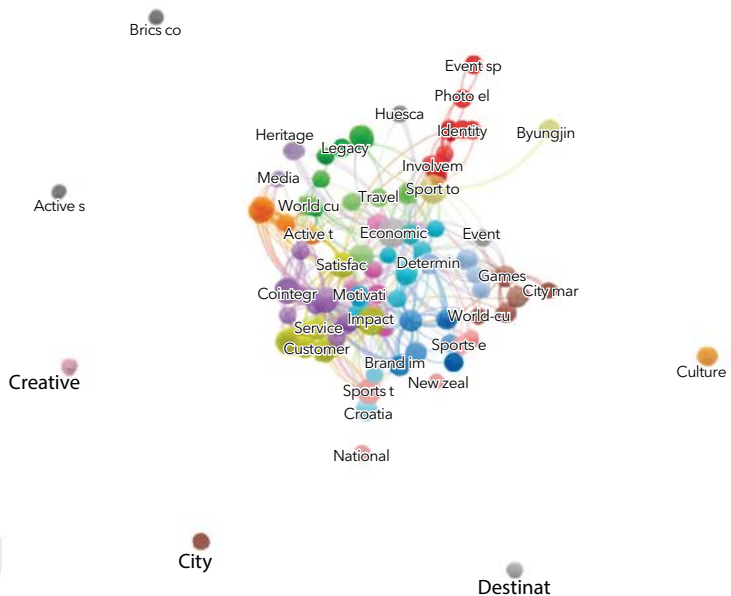 Brics co
Event sp
Photo el
Huesca
Identity
Byungjin
Heritage
Legacy
Involvem
Media
Sport to
Travel
Active s
World cu
Active t
Economic
Event
Satisfac
Determin
Games
Cointegr
Motivati
City mar
Impact
World-cu
Service
Customer
Sports e
Brand im
Culture
Creative
New zeal
Sports t
Croatia
National
City
Destinat